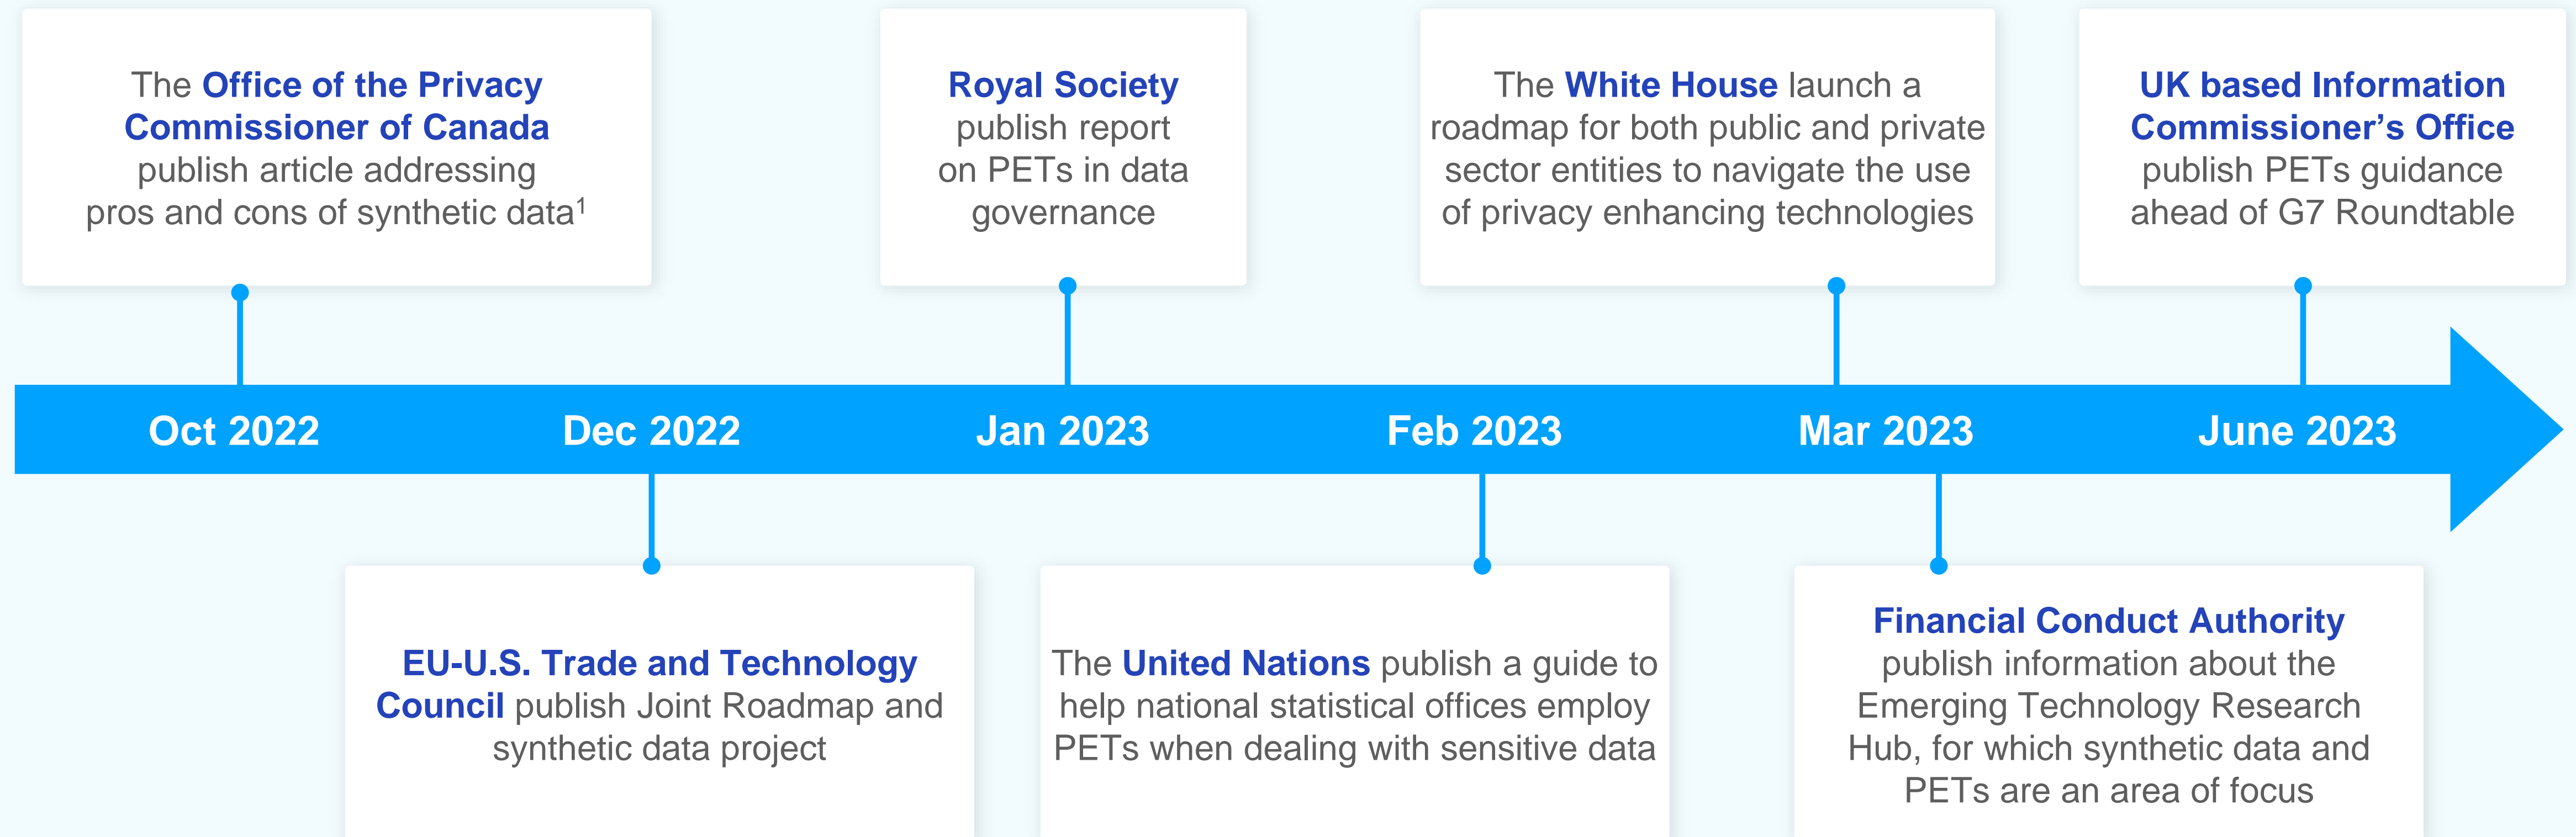 The Office of the Privacy
Commissioner of Canada
publish article addressing
pros and cons of synthetic data¹
Royal Society
publish report
on PETs in data
governance
The White House launch a
roadmap for both public and private
sector entities to navigate the use
of privacy enhancing technologies
UK based Information
Commissioner’s Office
publish PETs guidance
ahead of G7 Roundtable
Oct 2022
Dec 2022
Jan 2023
Feb 2023
Mar 2023
June 2023
EU-U.S. Trade and Technology
Council publish Joint Roadmap and
synthetic data project
The United Nations publish a guide to
help national statistical offices employ
PETs when dealing with sensitive data
Financial Conduct Authority
publish information about the
Emerging Technology Research
Hub, for which synthetic data and
PETs are an area of focus